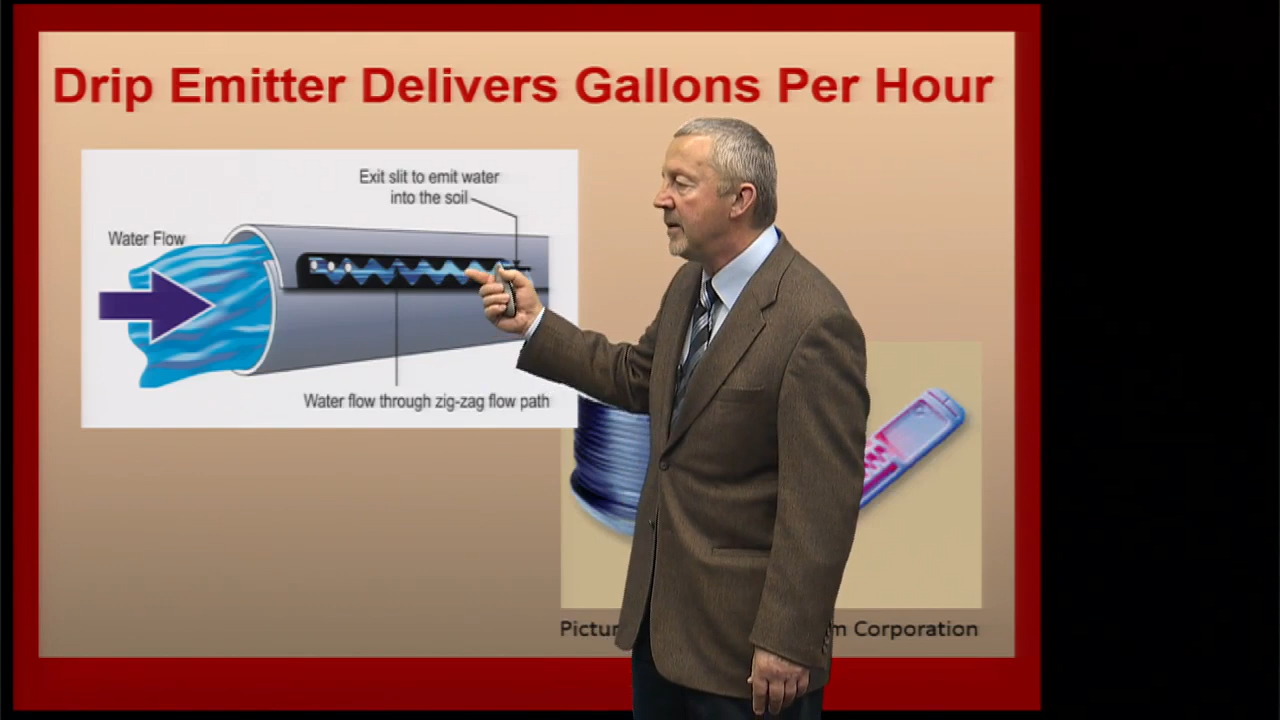 Drip Emitter Delivers Gallons Per Hour
Exit slit to emit water
into the soil
Water Flow
Water flow through zig-zag flow path
Corporation